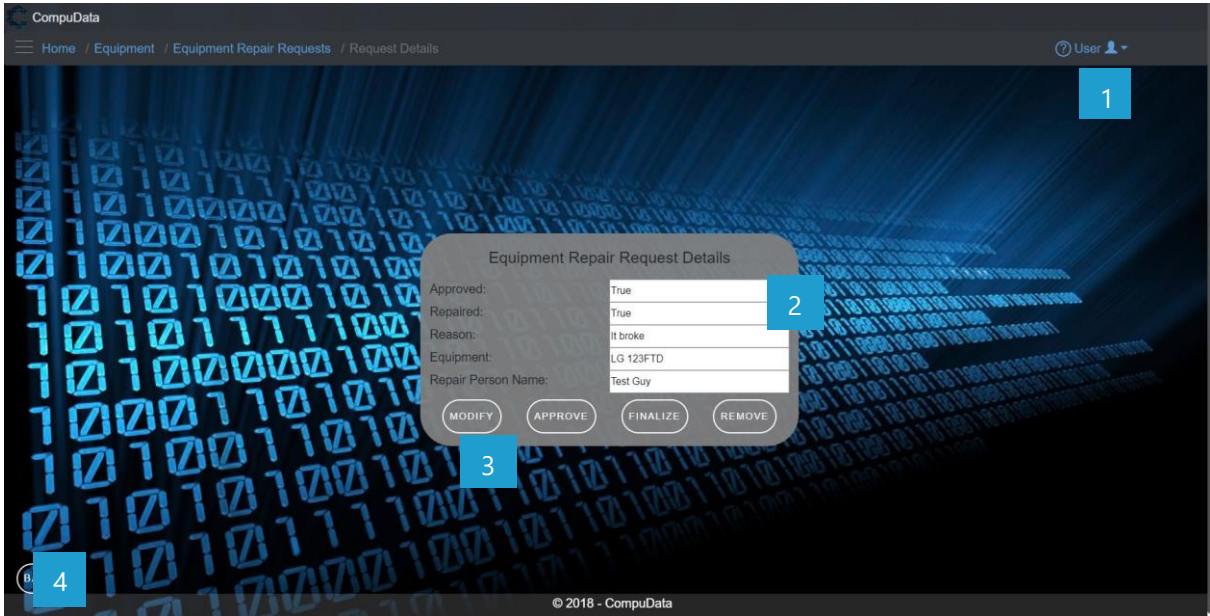 CompuData
Home / Equipment / Equipment Repair Requests / Request Details
? User
1
Equipment Repair Request Details
Approved: True
2
Repaired: True
Reason: It broke
Equipment: LG 123FTD
Repair Person Name: Test Guy
MODIFY APPROVE FINALIZE REMOVE
3
4
© 2018 - CompuData